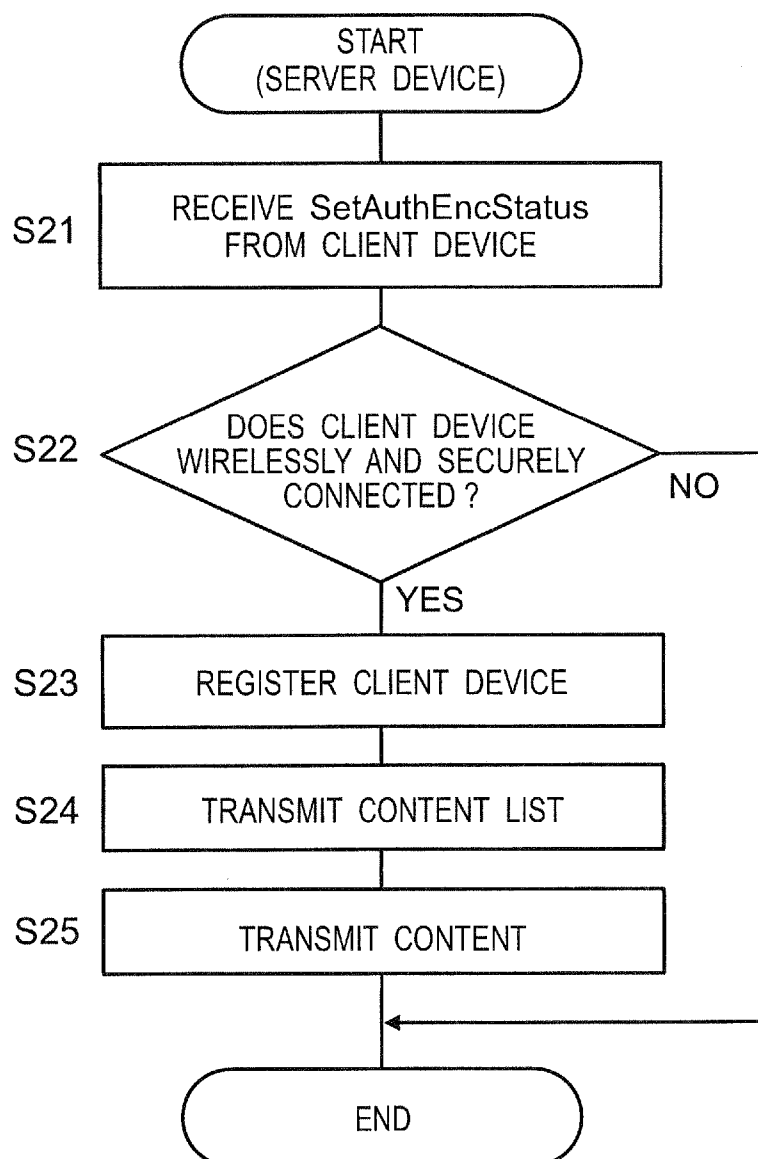 START
(SERVER DEVICE)
S21
RECEIVE SetAuthEncStatus
FROM CLIENT DEVICE
S22
DOES CLIENT DEVICE
WIRELESSLY AND SECURELY
CONNECTED ?
NO
YES
S23
REGISTER CLIENT DEVICE
S24
TRANSMIT CONTENT LIST
S25
TRANSMIT CONTENT
END